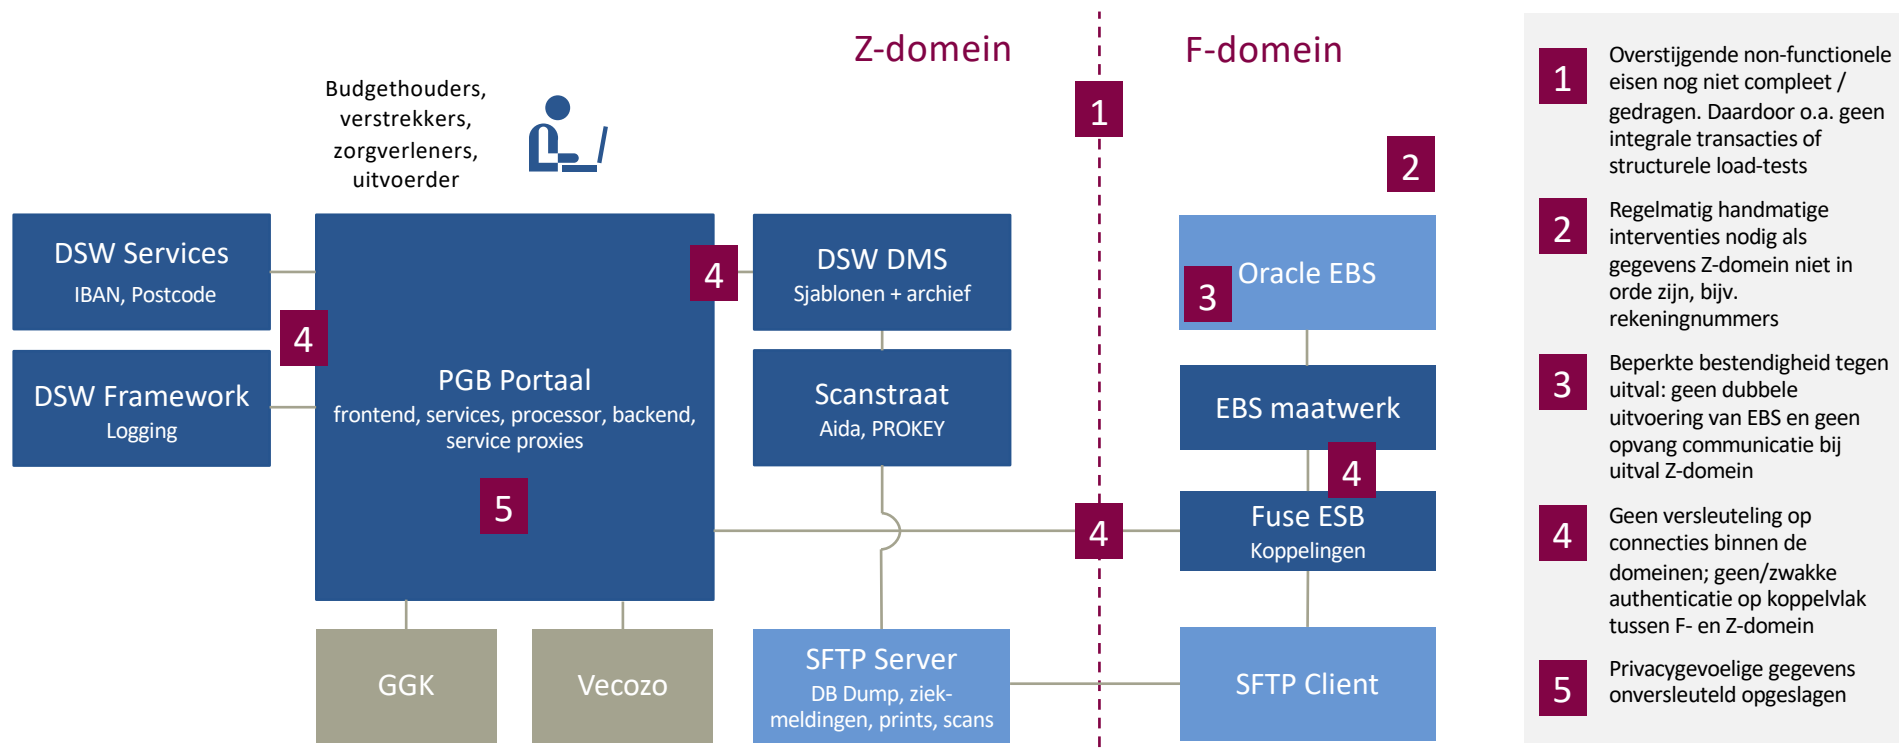 Z-domein
F-domein
Budgethouders,
verstrekkers,
zorgverleners,
uitvoerder
1
2
DSW Services
IBAN, Postcode
4
DSW Framework
Logging
PGB Portaal
frontend, services, processor, backend,
service proxies
5
4
DSW DMS
Sjablonen + archief
Scanstraat
Aida, PROKEY
3
Oracle EBS
EBS maatwerk
4
4
Fuse ESB
Koppelingen
GGK
Vecozo
SFTP Server
DB Dump, ziek-
meldingen, prints, scans
SFTP Client
1
Overstijgende non-functionele
eisen nog niet compleet /
gedragen. Daardoor o.a. geen
integrale transacties of
structurele load-tests
2
Regelmatig handmatige
interventies nodig als
gegevens Z-domein niet in
orde zijn, bijv.
rekeningnummers
3
Beperkte bestendigheid tegen
uitval: geen dubbele
uitvoering van EBS en geen
opvang communicatie bij
uitval Z-domein
4
Geen versleuteling op
connecties binnen de
domeinen; geen/zwakke
authenticatie op koppelvlak
tussen F- en Z-domein
5
Privacygevoelige gegevens
onversleuteld opgeslagen